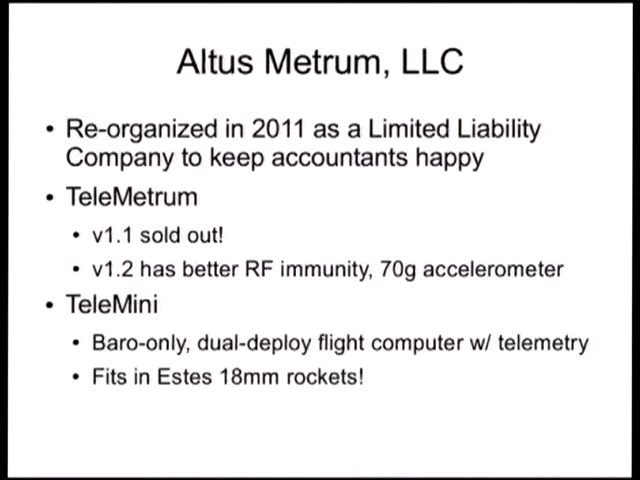 Altus Metrum, LLC
• Re-organized in 2011 as a Limited Liability
Company to keep accountants happy
• TeleMetrum
• v1.1 sold out!
• v1.2 has better RF immunity, 70g accelerometer
• TeleMini
• Baro-only, dual-deploy flight computer w/ telemetry
• Fits in Estes 18mm rockets!